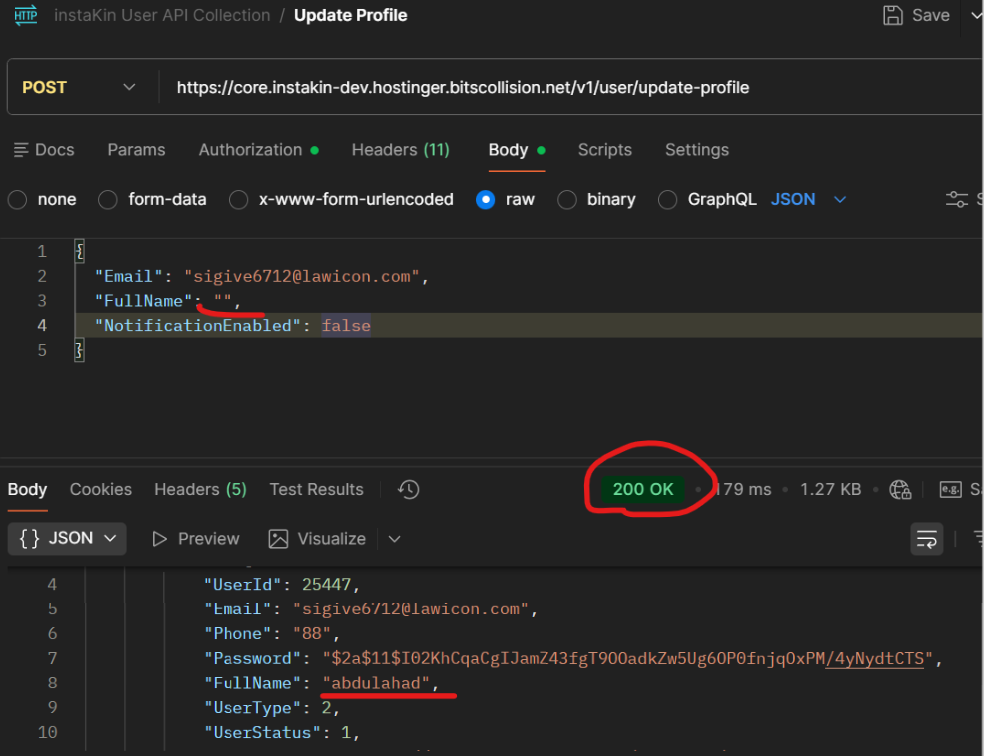 HTTP instaKin User API Collection / Update Profile Save
POST https://core.instakin-dev.hostinger.bitscollision.net/v1/user/update-profile
Docs Params Authorization Headers (11) Body Scripts Settings
none form-data x-www-form-urlencoded raw binary GraphQL JSON
1 {
2 "Email": "sigive6712@lawicon.com",
3 "FullName": "",
4 "NotificationEnabled": false
5 }
Body Cookies Headers (5) Test Results 200 OK 179 ms 1.27 KB e.g.
{} JSON Preview Visualize
4 "UserId": 25447,
5 "Email": "sigive6712@lawicon.com",
6 "Phone": "88",
7 "Password": "$2a$11$I02KhCqaCgIJamZ43fgT9OOadkZw5Ug6OP0fnjqOxPM/4yNydtCTS",
8 "FullName": "abdulahad",
9 "UserType": 2,
10 "UserStatus": 1,